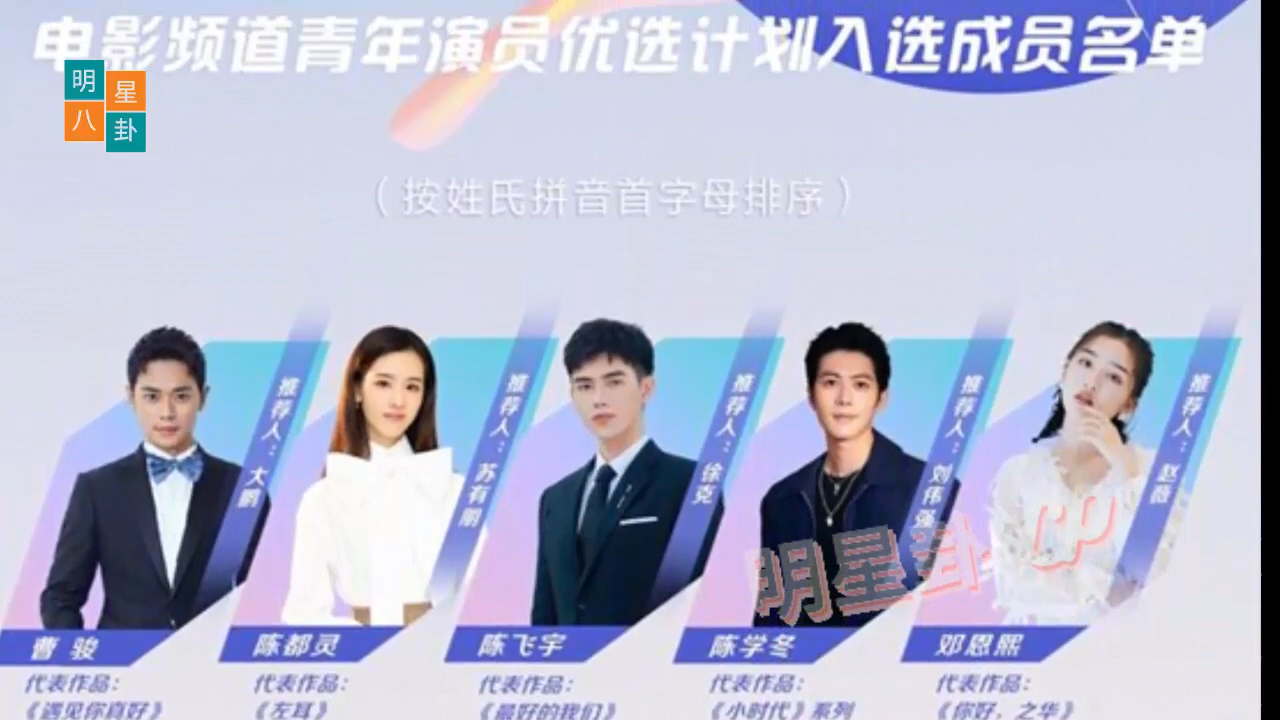 电影频道青年演员优选计划入选成员名单
明星
八卦
（按姓氏拼音首字母排序）
推荐人：大鹏
推荐人：苏有朋
推荐人：徐克
推荐人：刘伟强
推荐人：赵薇
明星卦 CP
曹骏
陈都灵
陈飞宇
陈学冬
邓恩熙
代表作品：
《遇见你真好》
代表作品：
《左耳》
代表作品：
《最好的我们》
代表作品：
《小时代》系列
代表作品：
《你好，之华》